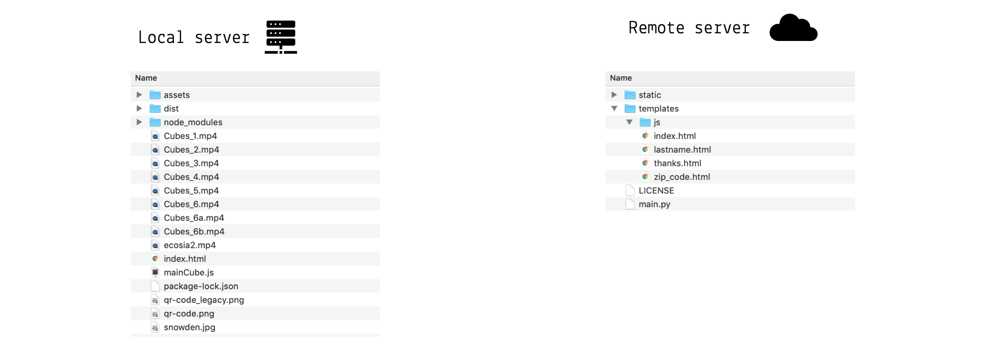 Local server
Name
assets
dist
node_modules
Cubes_1.mp4
Cubes_2.mp4
Cubes_3.mp4
Cubes_4.mp4
Cubes_5.mp4
Cubes_6.mp4
Cubes_6a.mp4
Cubes_6b.mp4
ecosia2.mp4
index.html
mainCube.js
package-lock.json
qr-code_legacy.png
qr-code.png
snowden.jpg
Remote server
Name
static
templates
js
index.html
lastname.html
thanks.html
zip_code.html
LICENSE
main.py